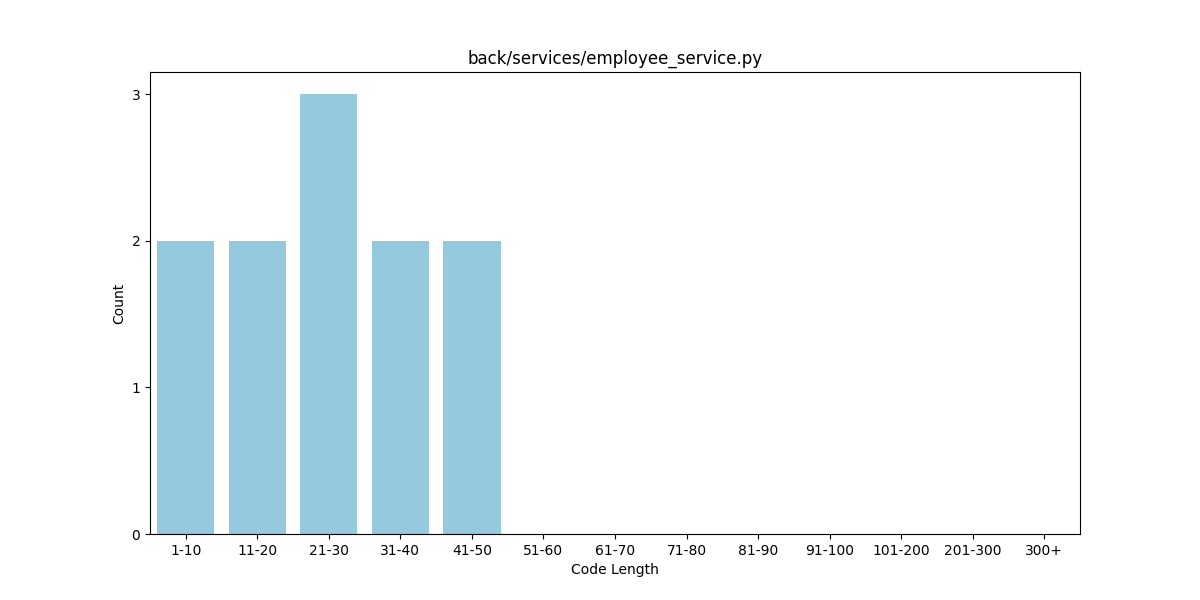 back/services/employee_service.py
3
2
1
0
Count
1-10 11-20 21-30 31-40 41-50 51-60 61-70 71-80 81-90 91-100 101-200 201-300 300+
Code Length